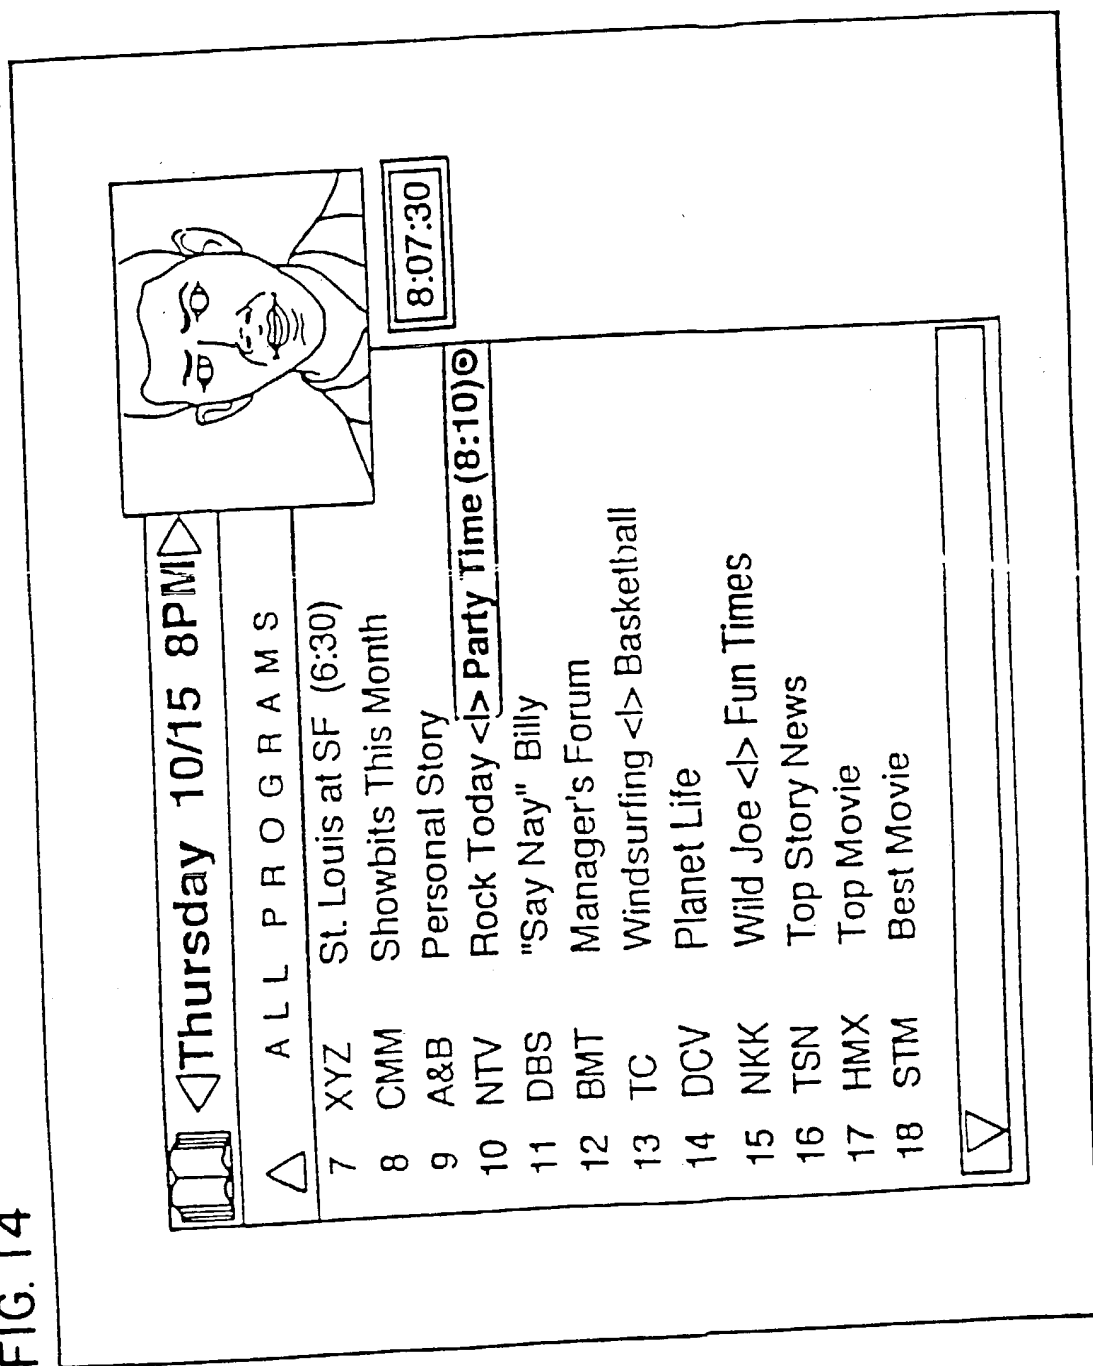 FIG. 14
◁Thursday 10/15 8PM▷
8:07:30
△ ALL PROGRAMS
7 XYZ St. Louis at SF (6:30)
8 CMM Showbits This Month
9 A&B Personal Story
10 NTV Rock Today <|> Party Time (8:10)⊙
11 DBS "Say Nay" Billy
12 BMT Manager's Forum
13 TC Windsurfing <|> Basketball
14 DCV Planet Life
15 NKK Wild Joe <|> Fun Times
16 TSN Top Story News
17 HMX Top Movie
18 STM Best Movie
▽